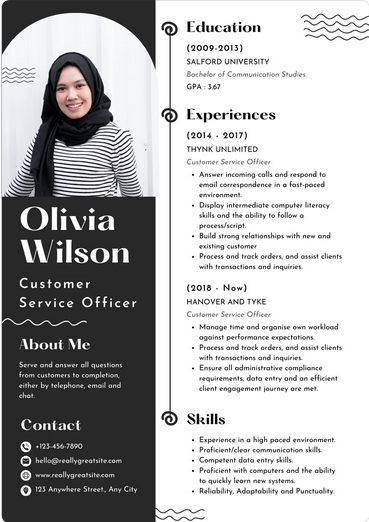 Olivia
Wilson
Customer
Service Officer
About Me
Serve and answer all questions
from customers to completion,
either by telephone, email and
chat.
Contact
+123-456-7890
hello@reallygreatsite.com
www.reallygreatsite.com
123 Anywhere Street., Any City
Education
(2009-2013)
SALFORD UNIVERSITY
Bachelor of Communication Studies
GPA : 3.67
Experiences
(2014 - 2017)
THYNK UNLIMITED
Customer Service Officer
• Answer incoming calls and respond to
email correspondence in a fast-paced
environment.
• Display intermediate computer literacy
skills and the ability to follow a
process/script.
• Build strong relationships with new and
existing customer
• Process and track orders, and assist clients
with transactions and inquiries.
(2018 - Now)
HANOVER AND TYKE
Customer Service Officer
• Manage time and organise own workload
against performance expectations.
• Process and track orders, and assist clients
with transactions and inquiries.
• Ensure all administrative compliance
requirements, data entry and an efficient
client engagement journey are met.
Skills
• Experience in a high paced environment.
• Proficient/clear communication skills.
• Competent data entry skills.
• Proficient with computers and the ability
to quickly learn new systems.
• Reliability, Adaptability and Punctuality.